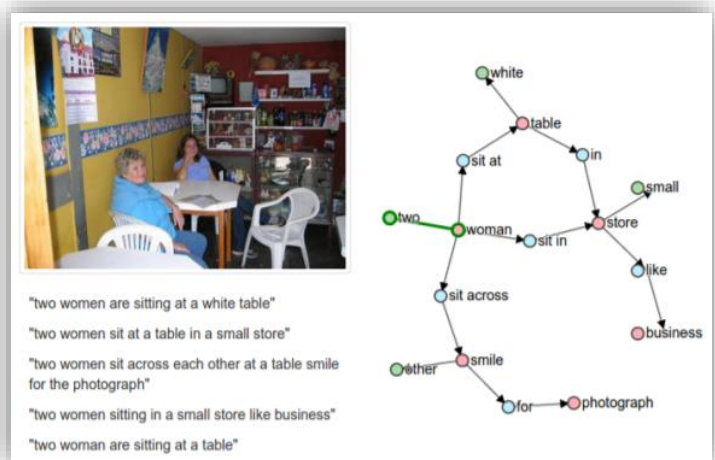 "two women are sitting at a white table"
"two women sit at a table in a small store"
"two women sit across each other at a table smile
for the photograph"
"two women sitting in a small store like business"
"two woman are sitting at a table"
white
table
sit at
in
small
two
woman
sit in
store
like
sit across
business
other
smile
for
photograph